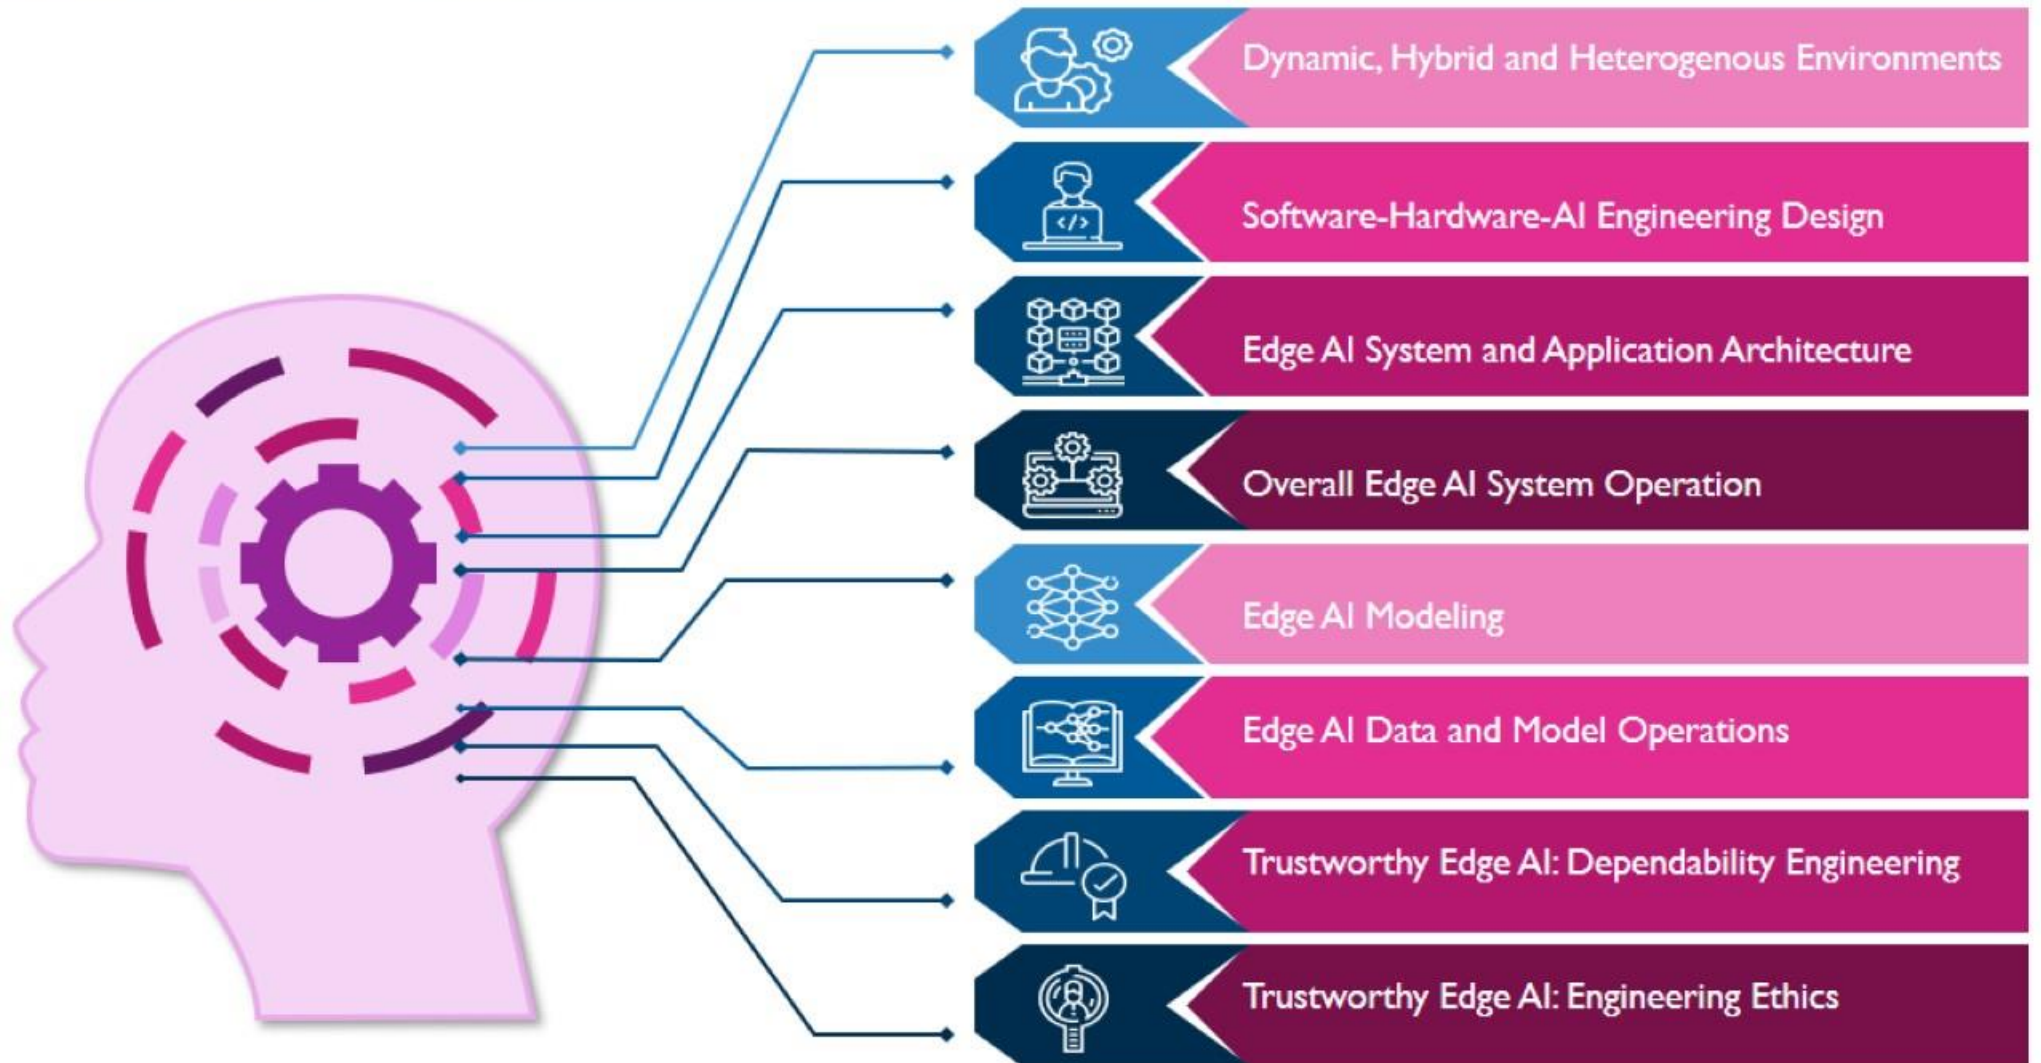 Dynamic, Hybrid and Heterogenous Environments
Software-Hardware-AI Engineering Design
</>
Edge AI System and Application Architecture
Overall Edge AI System Operation
Edge AI Modeling
Edge AI Data and Model Operations
Trustworthy Edge AI: Dependability Engineering
Trustworthy Edge AI: Engineering Ethics